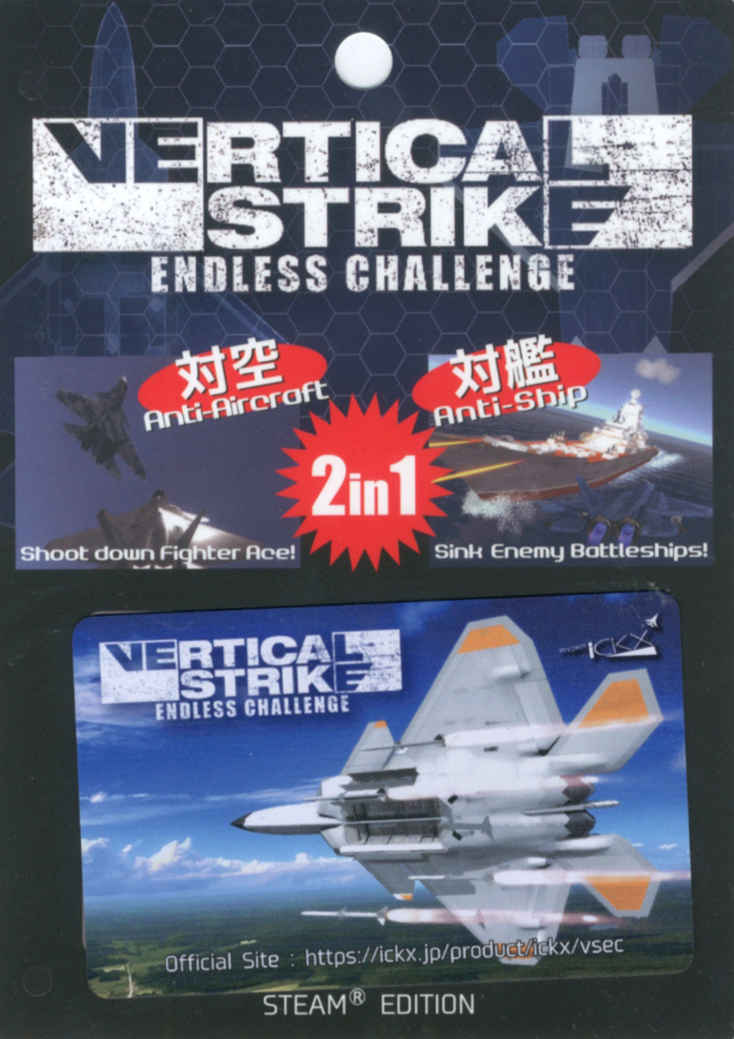 VERTICAL
STRIKE
ENDLESS CHALLENGE
対空
Anti-Aircraft
対艦
Anti-Ship
2in1
Shoot down Fighter Ace!
Sink Enemy Battleships!
VERTICAL
STRIKE
ENDLESS CHALLENGE
ICKX
Official Site : https://ickx.jp/product/ickx/vsec
STEAM® EDITION